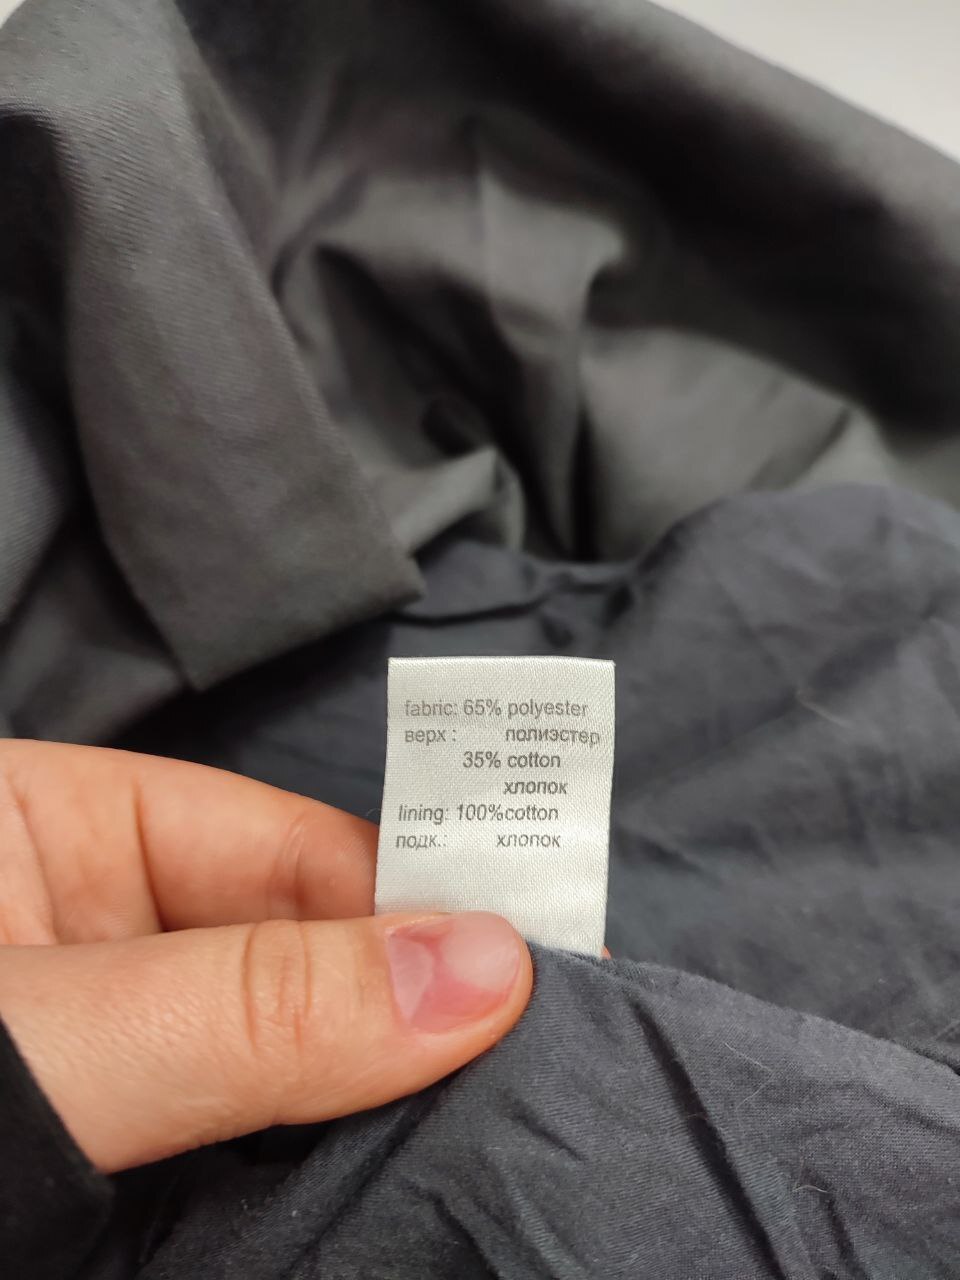 fabric: 65% polyester
верх : полиэстер
35% cotton
хлопок
lining: 100%cotton
подк.: хлопок